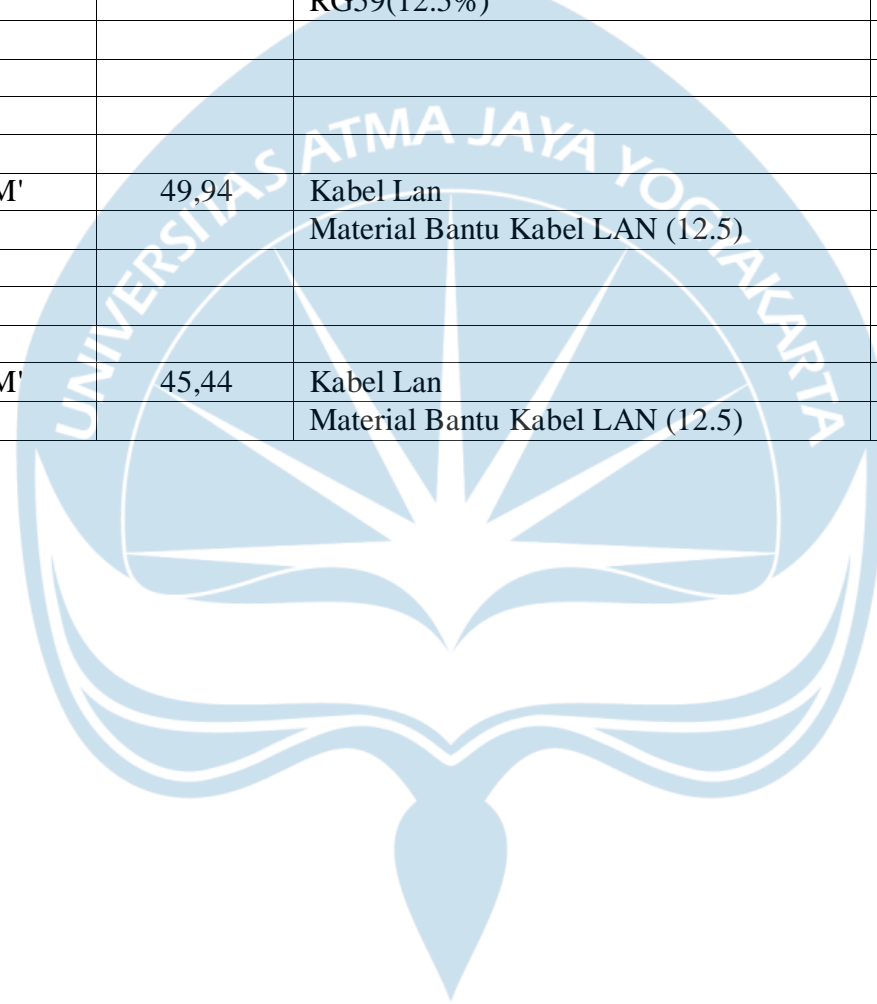 RG59(12.5%)
UNIVERSITAS ATMA JAYA YOGYAKARTA
M' 49,94 Kabel Lan
Material Bantu Kabel LAN (12.5)
M' 45,44 Kabel Lan
Material Bantu Kabel LAN (12.5)